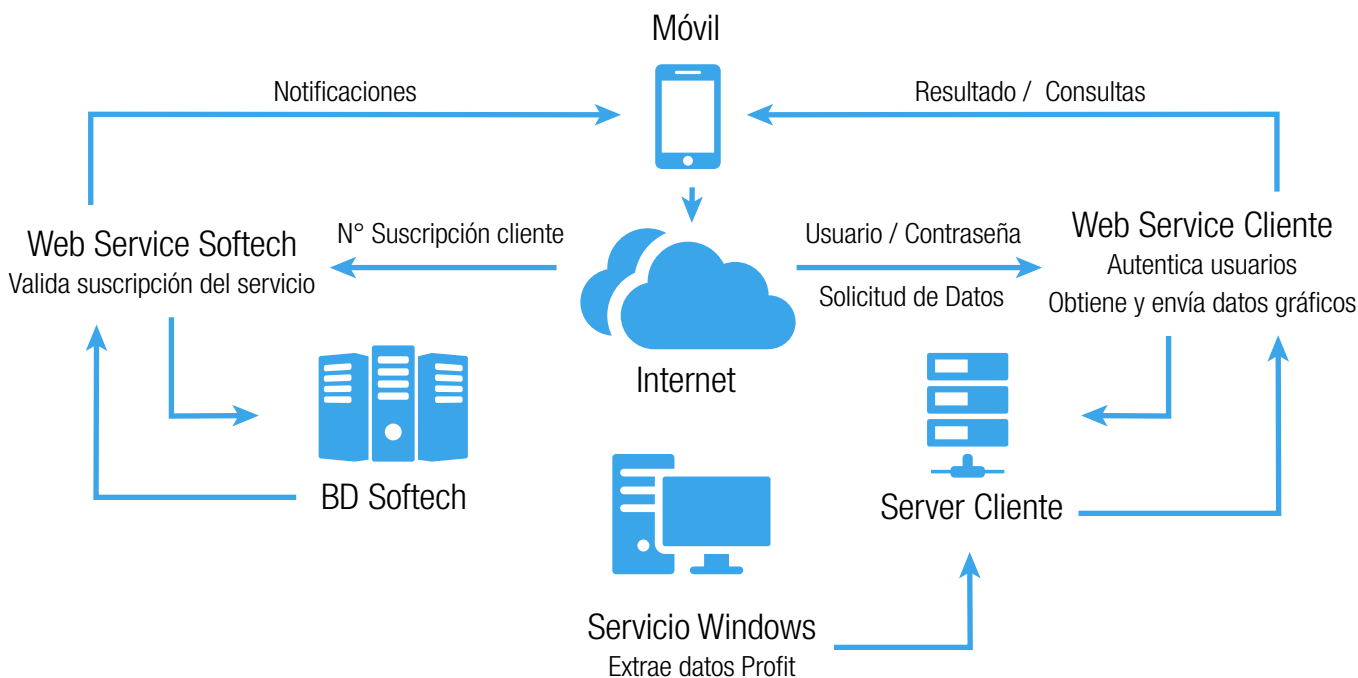 Móvil
Notificaciones
Resultado / Consultas
Web Service Softech
Valida suscripción del servicio
N° Suscripción cliente
Usuario / Contraseña
Solicitud de Datos
Web Service Cliente
Autentica usuarios
Obtiene y envía datos gráficos
Internet
BD Softech
Server Cliente
Servicio Windows
Extrae datos Profit